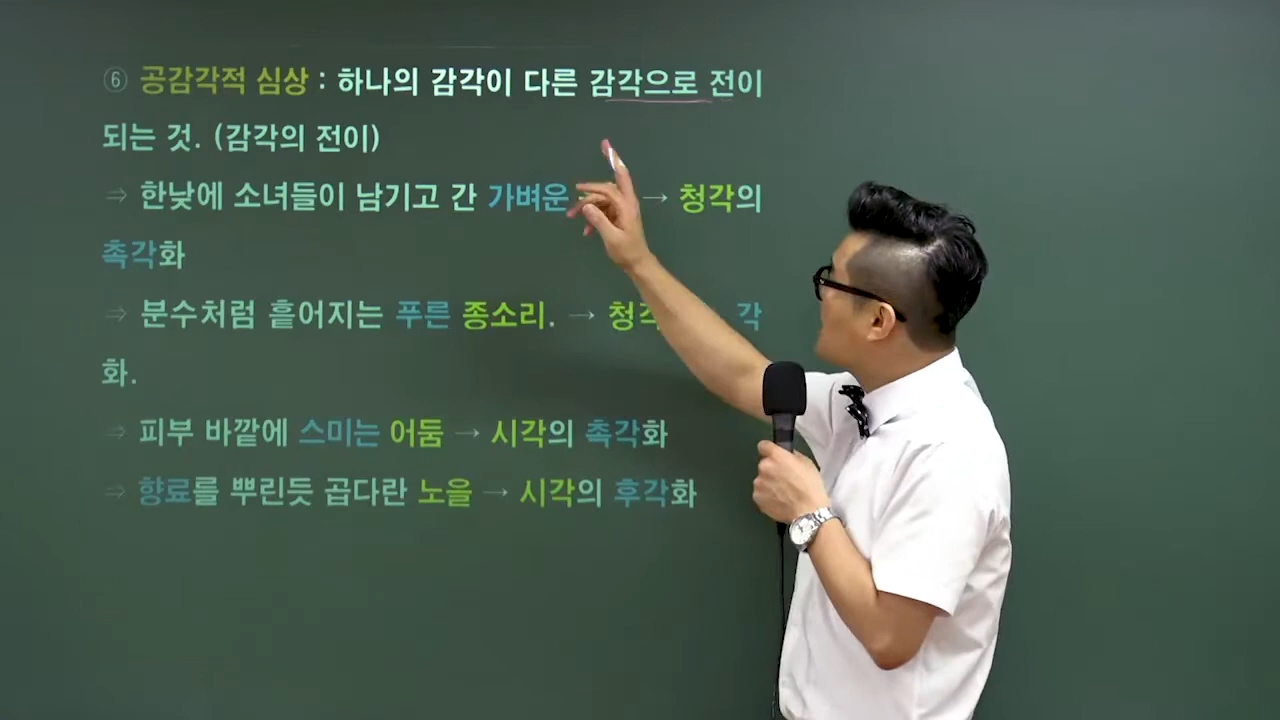 ⑥ 공감각적 심상 : 하나의 감각이 다른 감각으로 전이
되는 것. (감각의 전이)
⇒ 한낮에 소녀들이 남기고 간 가벼운 → 청각의
촉각화
⇒ 분수처럼 흩어지는 푸른 종소리. → 청각 각
화.
⇒ 피부 바깥에 스미는 어둠 → 시각의 촉각화
⇒ 향료를 뿌린듯 곱다란 노을 → 시각의 후각화